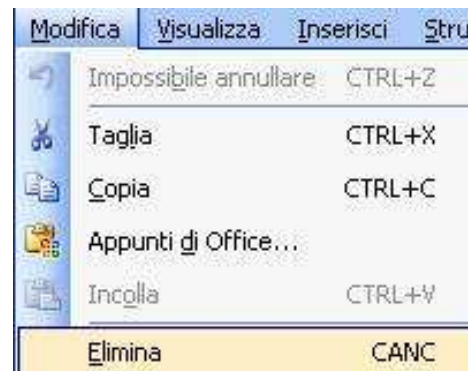 Modifica Visualizza Inserisci Stru
Impossibile annullare CTRL+Z
Taglia CTRL+X
Copia CTRL+C
Appunti di Office...
Incolla CTRL+V
Elimina CANC